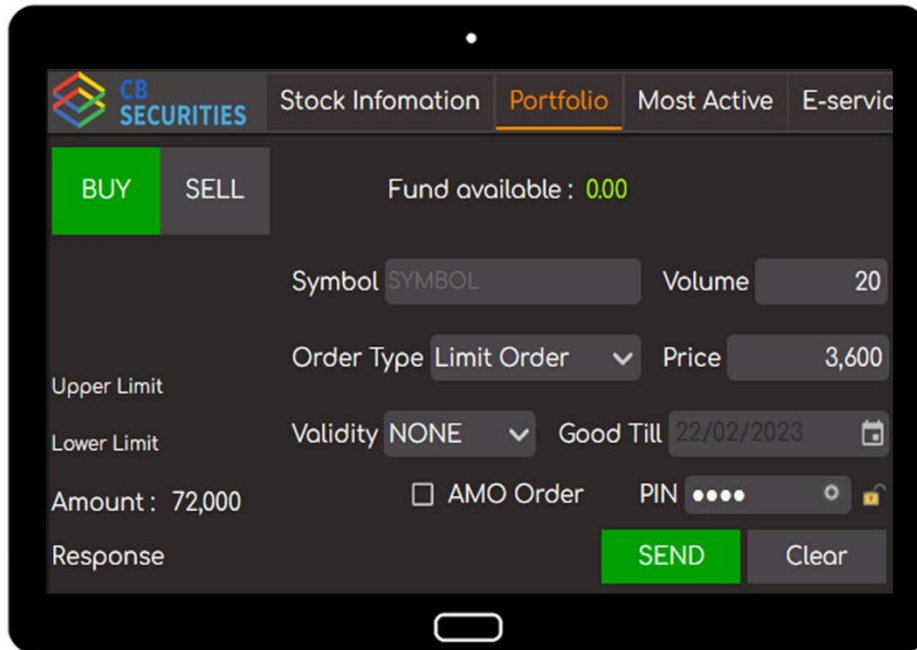 CB
SECURITIES
Stock Infomation Portfolio Most Active E-servic
BUY SELL Fund available : 0.00
Symbol SYMBOL Volume 20
Order Type Limit Order Price 3,600
Upper Limit
Validity NONE Good Till 22/02/2023
Lower Limit
AMO Order PIN
Amount : 72,000
Response SEND Clear